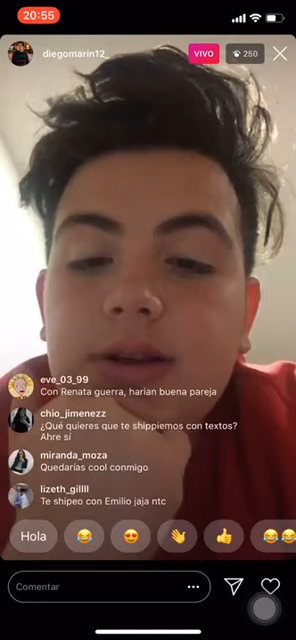 20:55
diegomarin12_
VIVO
250
eve_03_99
Con Renata guerra, harian buena pareja
chio_jimenezz
¿Qué quieres que te shippiemos con textos?
Ahre sí
miranda_moza
Quedarías cool conmigo
lizeth_gillll
Te shipeo con Emilio jaja ntc
Hola
Comentar